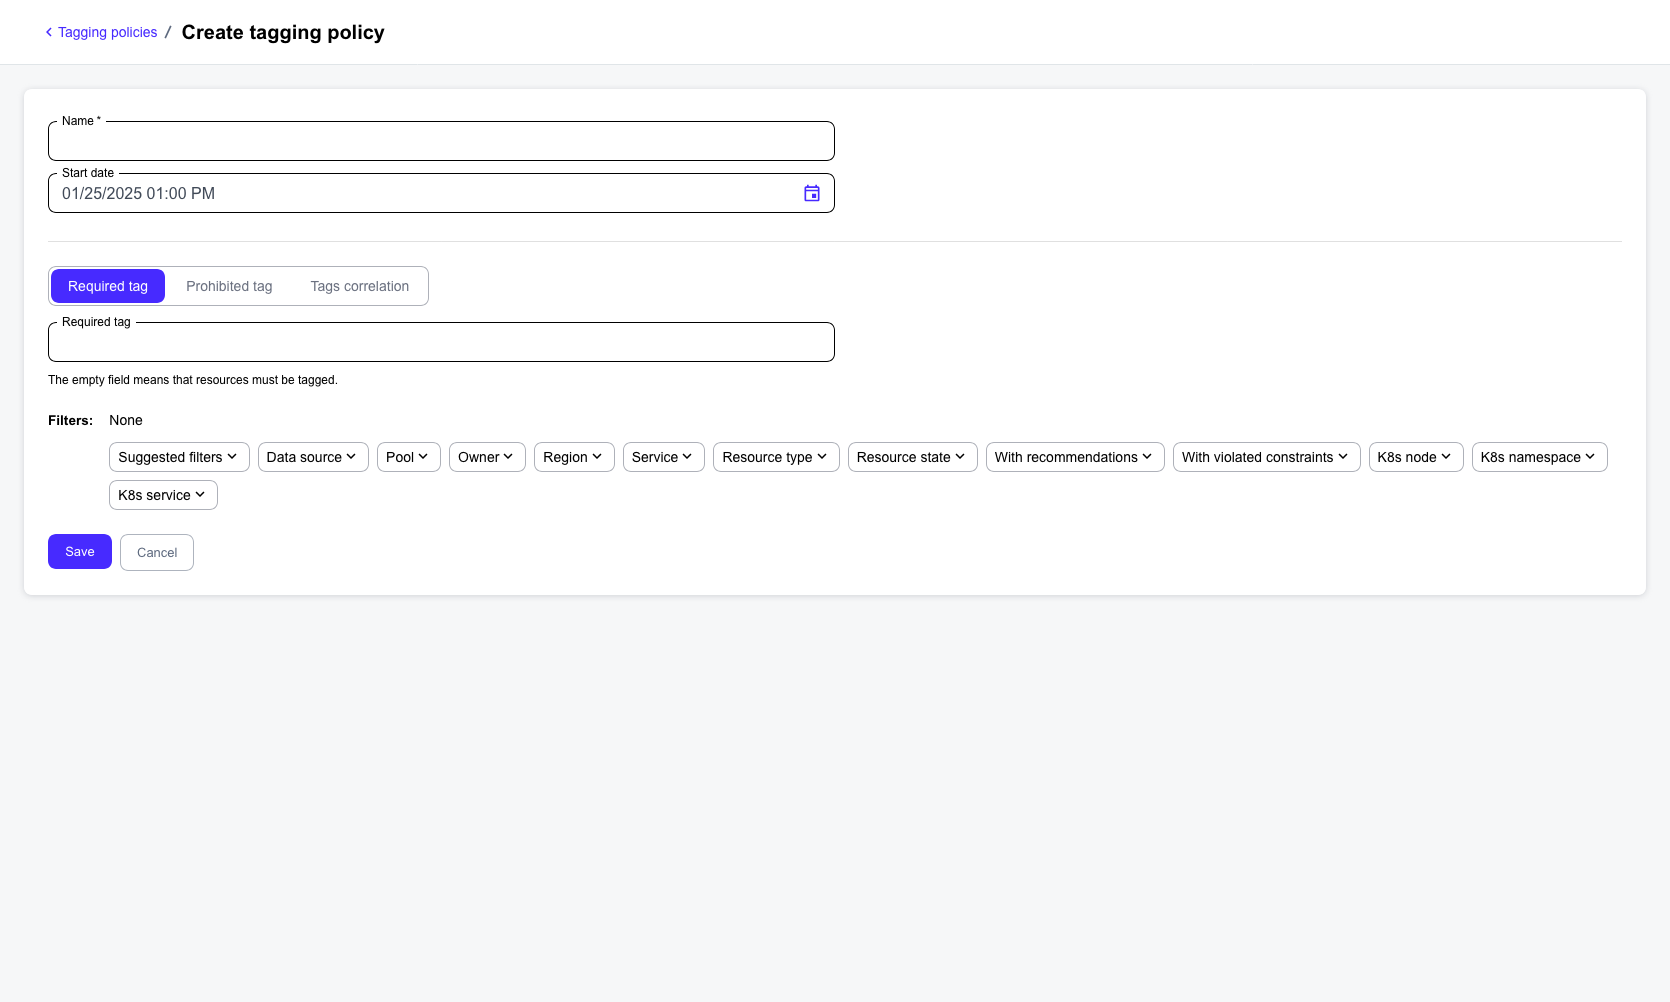 Tagging policies / Create tagging policy
Name *
Start date
01/25/2025 01:00 PM
Required tag Prohibited tag Tags correlation
Required tag
The empty field means that resources must be tagged.
Filters: None
Suggested filters Data source Pool Owner Region Service Resource type Resource state With recommendations With violated constraints K8s node K8s namespace
K8s service
Save Cancel